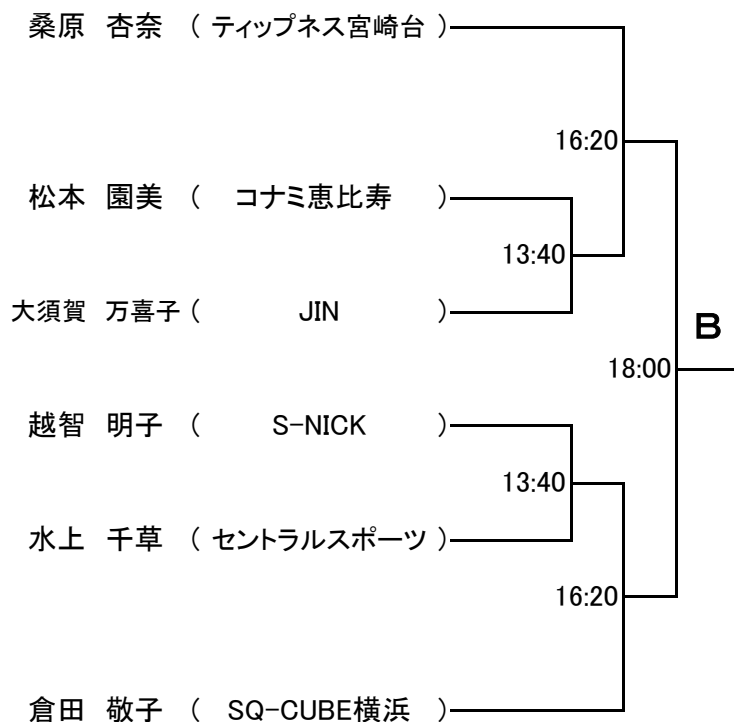 桑原 杏奈 ( ティップネス宮崎台 )
16:20
松本 園美 ( コナミ恵比寿 )
13:40
大須賀 万喜子 ( JIN )
B
18:00
越智 明子 ( S-NICK )
13:40
水上 千草 ( セントラルスポーツ )
16:20
倉田 敬子 ( SQ-CUBE横浜 )